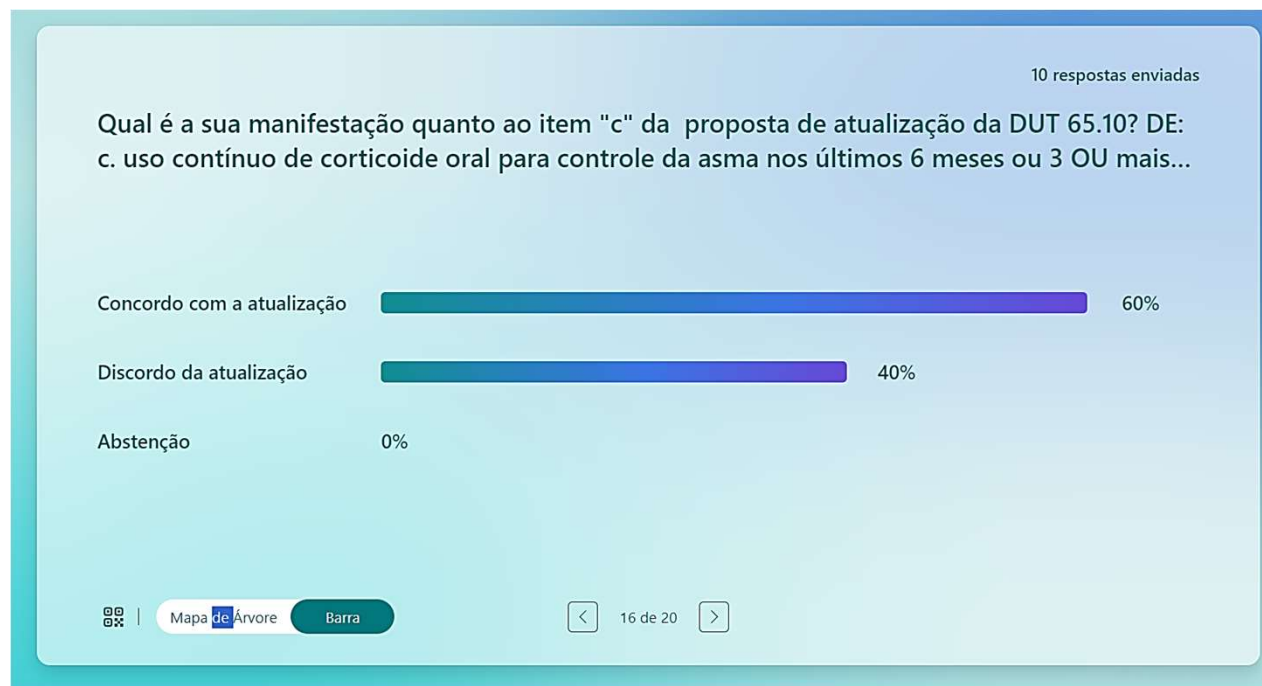 10 respostas enviadas
Qual é a sua manifestação quanto ao item "c" da  proposta de atualização da DUT 65.10? DE:
c. uso contínuo de corticoide oral para controle da asma nos últimos 6 meses ou 3 OU mais...
Concordo com a atualização 60%
Discordo da atualização 40%
Abstenção 0%
Mapa de Árvore Barra 16 de 20